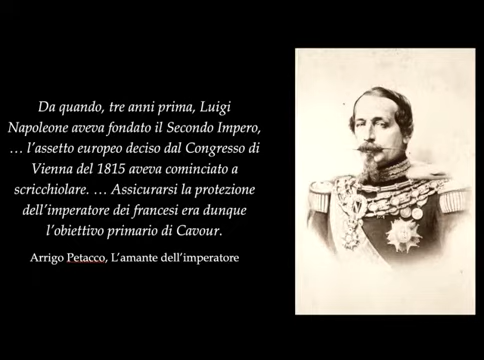 Da quando, tre anni prima, Luigi
Napoleone aveva fondato il Secondo Impero,
… l’assetto europeo deciso dal Congresso di
Vienna del 1815 aveva cominciato a
scricchiolare. … Assicurarsi la protezione
dell’imperatore dei francesi era dunque
l’obiettivo primario di Cavour.
Arrigo Petacco, L’amante dell’imperatore